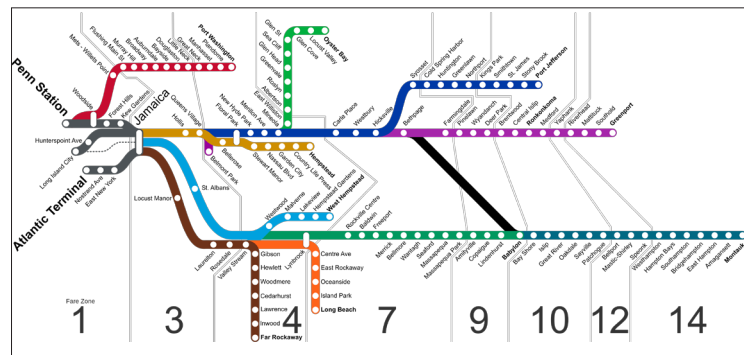 Port Washington
Plandome
Manhasset
Great Neck
Little Neck
Douglaston
Bayside
Auburndale
Broadway
Murray Hill
Flushing Main St
Mets - Willets Point
Woodside
Penn Station
Forest Hills
Kew Gardens
Jamaica
Hunterspoint Ave
Long Island City
Nostrand Ave
East New York
Atlantic Terminal
Hollis
Queens Village
Belmont Park
Bellerose
Floral Park
New Hyde Park
Merillon Ave
Mineola
East Williston
Albertson
Roslyn
Greenvale
Glen Head
Sea Cliff
Glen St
Glen Cove
Locust Valley
Oyster Bay
Stewart Manor
Nassau Blvd
Garden City
Country Life Press
Hempstead
Carle Place
Westbury
Hicksville
Syosset
Cold Spring Harbor
Huntington
Greenlawn
Northport
Kings Park
Smithtown
St. James
Stony Brook
Port Jefferson
Bethpage
Farmingdale
Pinelawn
Wyandanch
Deer Park
Brentwood
Central Islip
Ronkonkoma
Medford
Yaphank
Riverhead
Mattituck
Southold
Greenport
Locust Manor
St. Albans
Westwood
Malverne
Lakeview
Hempstead Gardens
West Hempstead
Laurelton
Rosedale
Valley Stream
Gibson
Hewlett
Woodmere
Cedarhurst
Lawrence
Inwood
Far Rockaway
Lynbrook
Centre Ave
East Rockaway
Oceanside
Island Park
Long Beach
Rockville Centre
Baldwin
Freeport
Merrick
Bellmore
Wantagh
Seaford
Massapequa
Massapequa Park
Amityville
Copiague
Lindenhurst
Babylon
Bay Shore
Islip
Great River
Oakdale
Sayville
Patchogue
Bellport
Mastic-Shirley
Speonk
Westhampton
Hampton Bays
Southampton
Bridgehampton
East Hampton
Amagansett
Montauk
Fare Zone
1
3
4
7
9
10
12
14